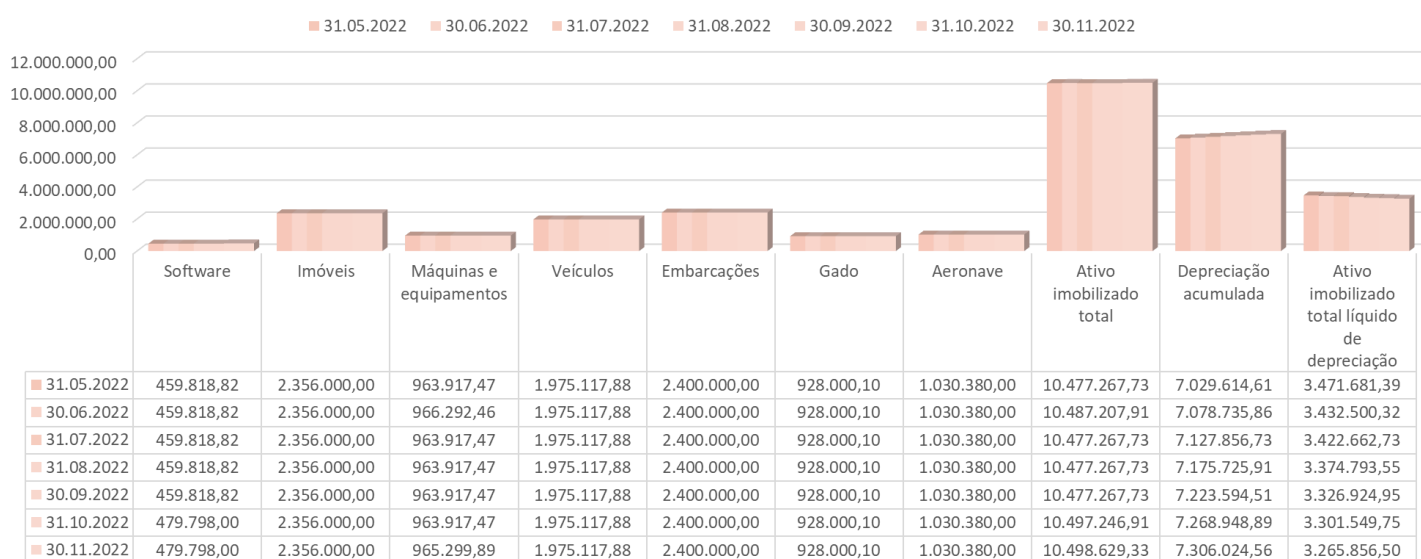 31.05.2022 30.06.2022 31.07.2022 31.08.2022 30.09.2022 31.10.2022 30.11.2022
12.000.000,00
10.000.000,00
8.000.000,00
6.000.000,00
4.000.000,00
2.000.000,00
0,00
Software Imóveis Máquinas e Veículos Embarcações Gado Aeronave Ativo Depreciação Ativo
equipamentos imobilizado acumulada imobilizado
total total líquido
de
depreciação
31.05.2022 459.818,82 2.356.000,00 963.917,47 1.975.117,88 2.400.000,00 928.000,10 1.030.380,00 10.477.267,73 7.029.614,61 3.471.681,39
30.06.2022 459.818,82 2.356.000,00 966.292,46 1.975.117,88 2.400.000,00 928.000,10 1.030.380,00 10.487.207,91 7.078.735,86 3.432.500,32
31.07.2022 459.818,82 2.356.000,00 963.917,47 1.975.117,88 2.400.000,00 928.000,10 1.030.380,00 10.477.267,73 7.127.856,73 3.422.662,73
31.08.2022 459.818,82 2.356.000,00 963.917,47 1.975.117,88 2.400.000,00 928.000,10 1.030.380,00 10.477.267,73 7.175.725,91 3.374.793,55
30.09.2022 459.818,82 2.356.000,00 963.917,47 1.975.117,88 2.400.000,00 928.000,10 1.030.380,00 10.477.267,73 7.223.594,51 3.326.924,95
31.10.2022 479.798,00 2.356.000,00 963.917,47 1.975.117,88 2.400.000,00 928.000,10 1.030.380,00 10.497.246,91 7.268.948,89 3.301.549,75
30.11.2022 479.798,00 2.356.000,00 965.299,89 1.975.117,88 2.400.000,00 928.000,10 1.030.380,00 10.498.629,33 7.306.024,56 3.265.856,50